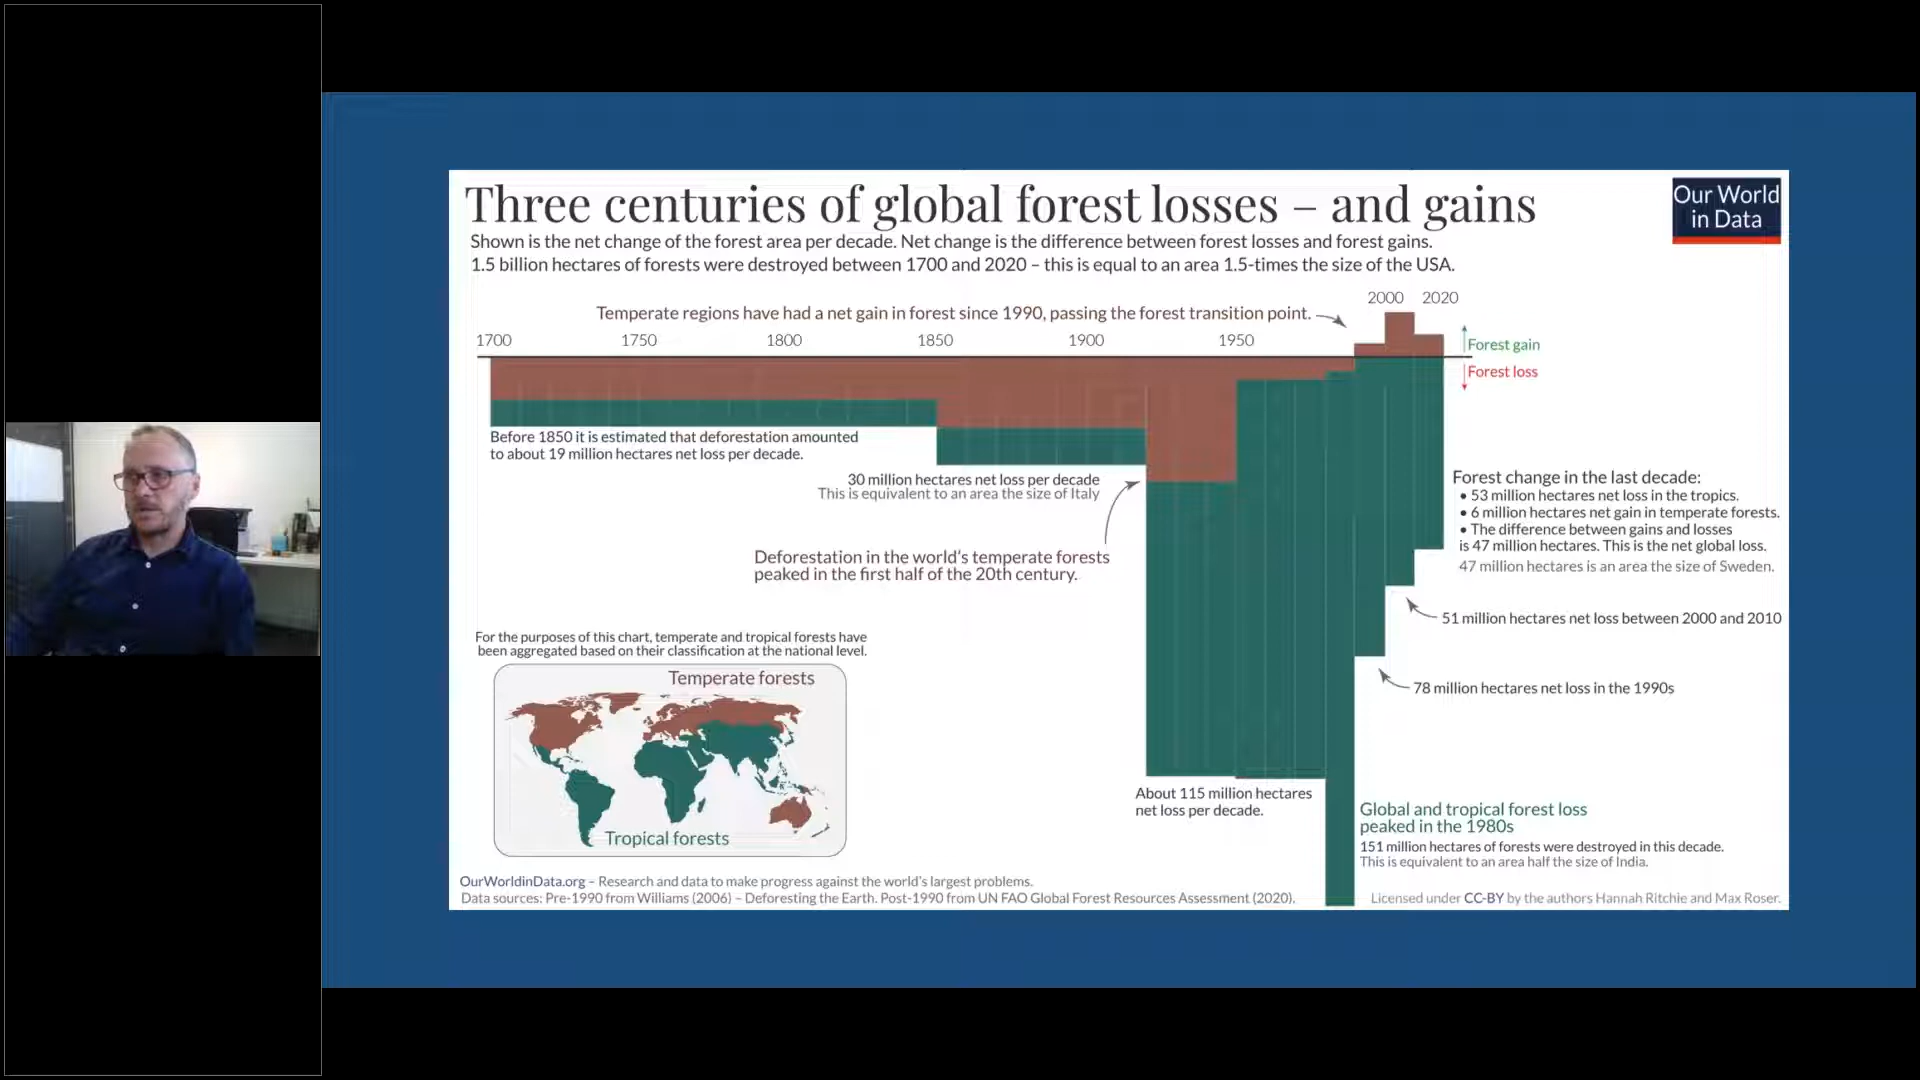 Three centuries of global forest losses – and gains
Our World
in Data
Shown is the net change of the forest area per decade. Net change is the difference between forest losses and forest gains.
1.5 billion hectares of forests were destroyed between 1700 and 2020 – this is equal to an area 1.5-times the size of the USA.
2000 2020
Temperate regions have had a net gain in forest since 1990, passing the forest transition point.
1700 1750 1800 1850 1900 1950
Forest gain
Forest loss
Before 1850 it is estimated that deforestation amounted
to about 19 million hectares net loss per decade.
30 million hectares net loss per decade
This is equivalent to an area the size of Italy
Forest change in the last decade:
• 53 million hectares net loss in the tropics.
• 6 million hectares net gain in temperate forests.
• The difference between gains and losses
is 47 million hectares. This is the net global loss.
47 million hectares is an area the size of Sweden.
Deforestation in the world's temperate forests
peaked in the first half of the 20th century.
51 million hectares net loss between 2000 and 2010
For the purposes of this chart, temperate and tropical forests have
been aggregated based on their classification at the national level.
Temperate forests
78 million hectares net loss in the 1990s
About 115 million hectares
net loss per decade.
Global and tropical forest loss
peaked in the 1980s
151 million hectares of forests were destroyed in this decade.
This is equivalent to an area half the size of India.
Tropical forests
OurWorldinData.org – Research and data to make progress against the world's largest problems.
Data sources: Pre-1990 from Williams (2006) – Deforesting the Earth. Post-1990 from UN FAO Global Forest Resources Assessment (2020).
Licensed under CC-BY by the authors Hannah Ritchie and Max Roser.